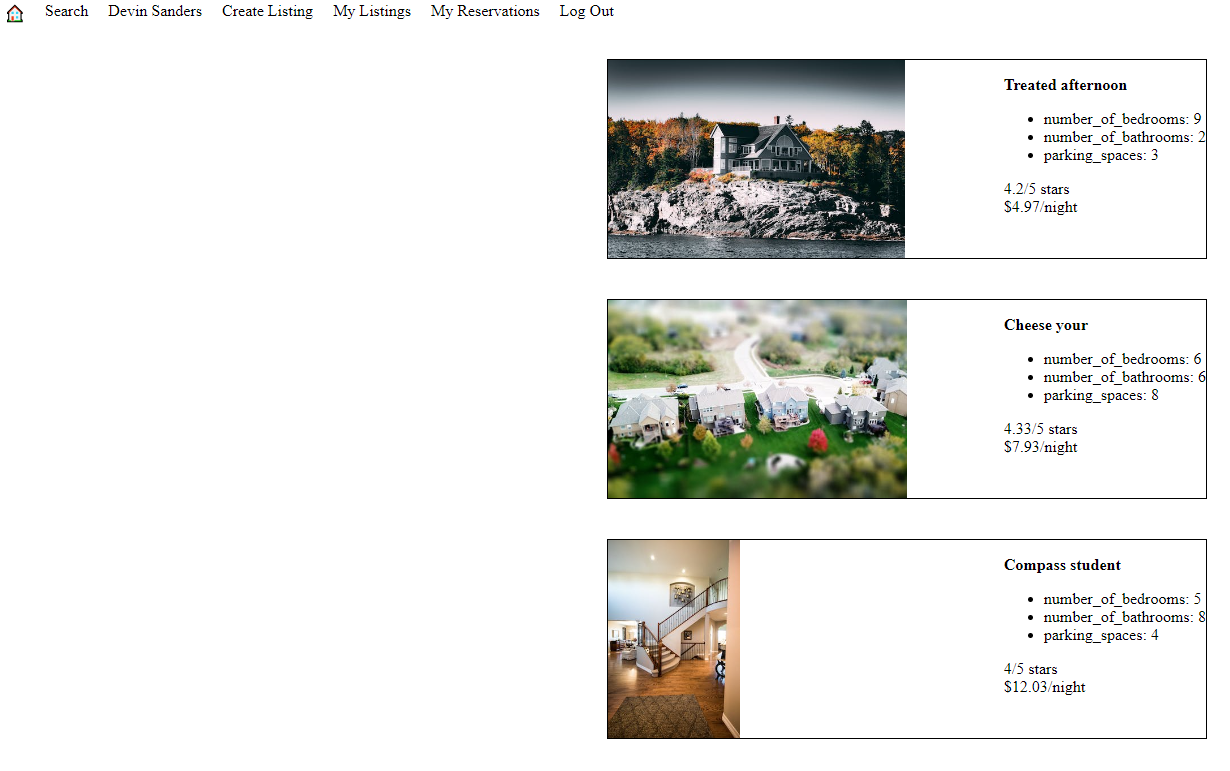 Search Devin Sanders Create Listing My Listings My Reservations Log Out
Treated afternoon
• number_of_bedrooms: 9
• number_of_bathrooms: 2
• parking_spaces: 3
4.2/5 stars
$4.97/night
Cheese your
• number_of_bedrooms: 6
• number_of_bathrooms: 6
• parking_spaces: 8
4.33/5 stars
$7.93/night
Compass student
• number_of_bedrooms: 5
• number_of_bathrooms: 8
• parking_spaces: 4
4/5 stars
$12.03/night